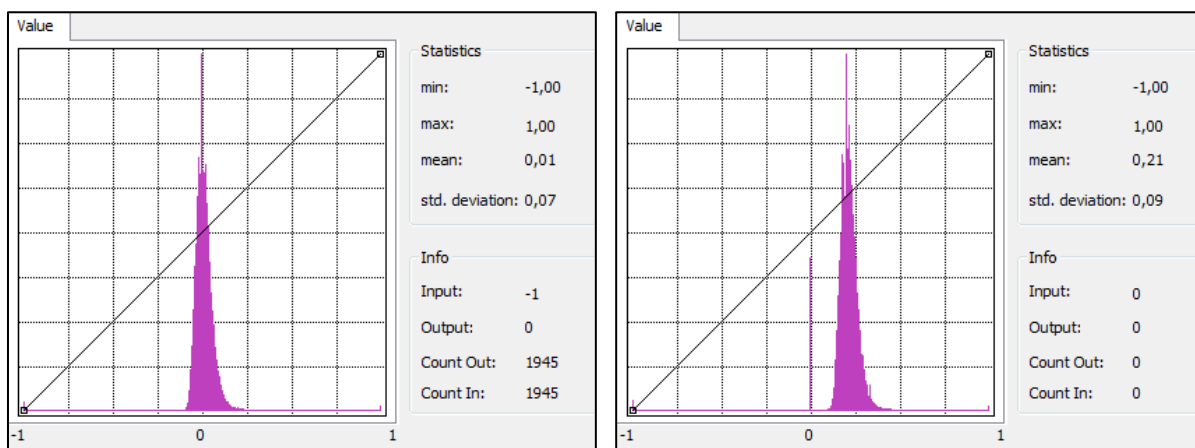 Value
Statistics
min: -1,00
max: 1,00
mean: 0,01
std. deviation: 0,07
Info
Input: -1
Output: 0
Count Out: 1945
Count In: 1945
-1 0 1
Value
Statistics
min: -1,00
max: 1,00
mean: 0,21
std. deviation: 0,09
Info
Input: 0
Output: 0
Count Out: 0
Count In: 0
-1 0 1